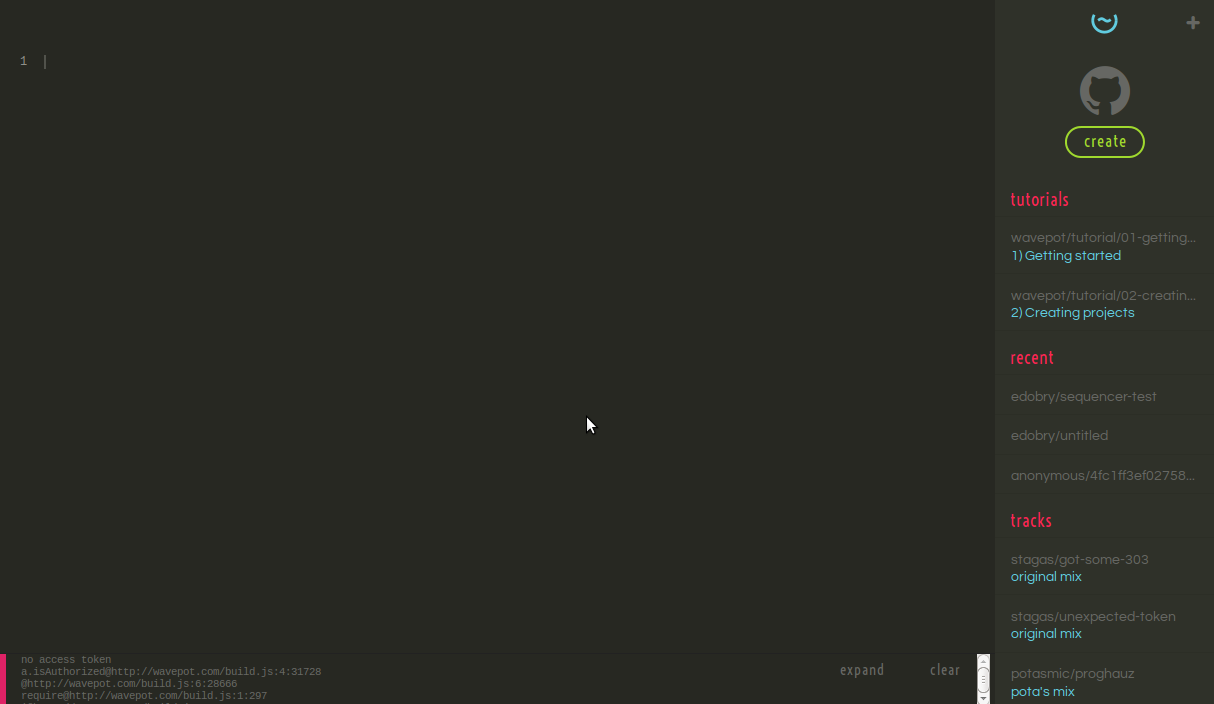 1
create
tutorials
wavepot/tutorial/01-getting...
1) Getting started
wavepot/tutorial/02-creatin...
2) Creating projects
recent
edobry/sequencer-test
edobry/untitled
anonymous/4fc1ff3ef02758...
tracks
stagas/got-some-303
original mix
stagas/unexpected-token
original mix
potasmic/proghauz
pota's mix
no access token
a.isAuthorized@http://wavepot.com/build.js:4:31728
@http://wavepot.com/build.js:6:28666
require@http://wavepot.com/build.js:1:297
expand
clear